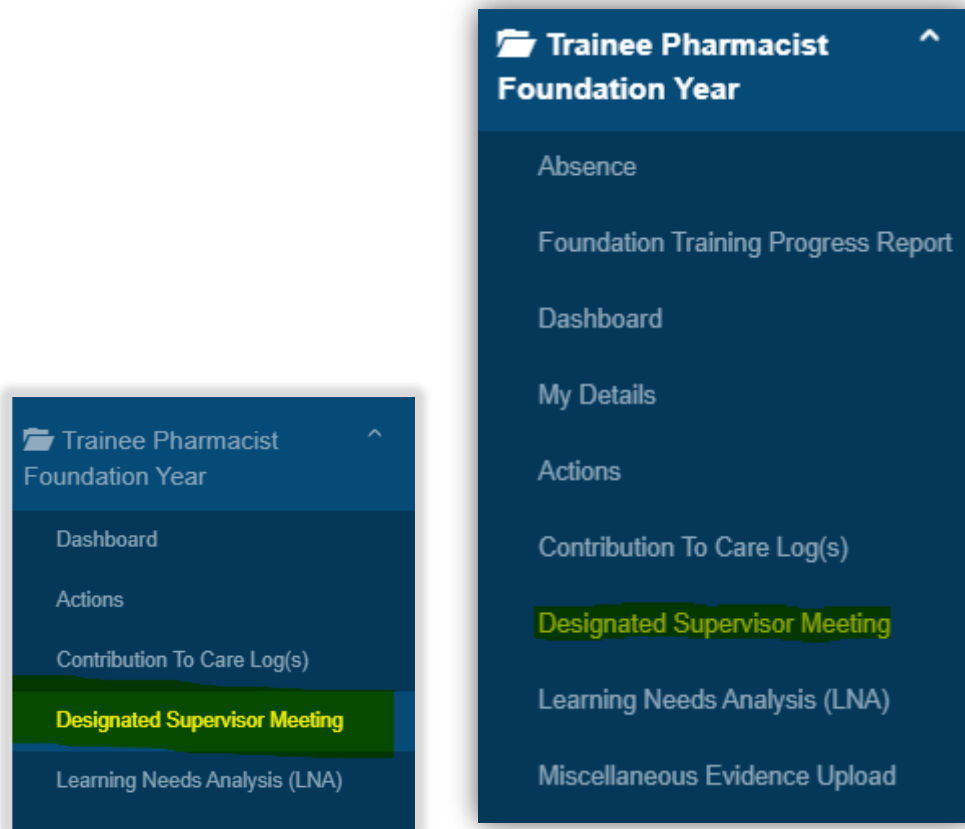 Trainee Pharmacist
Foundation Year
Dashboard
Actions
Contribution To Care Log(s)
Designated Supervisor Meeting
Learning Needs Analysis (LNA)
Trainee Pharmacist
Foundation Year
Absence
Foundation Training Progress Report
Dashboard
My Details
Actions
Contribution To Care Log(s)
Designated Supervisor Meeting
Learning Needs Analysis (LNA)
Miscellaneous Evidence Upload